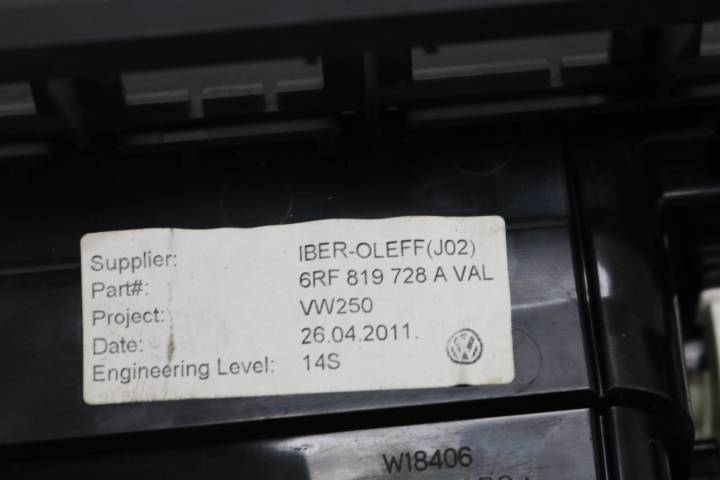 Supplier: IBER-OLEFF(J02)
Part#: 6RF 819 728 A VAL
Project: VW250
Date: 26.04.2011.
Engineering Level: 14S
W18406